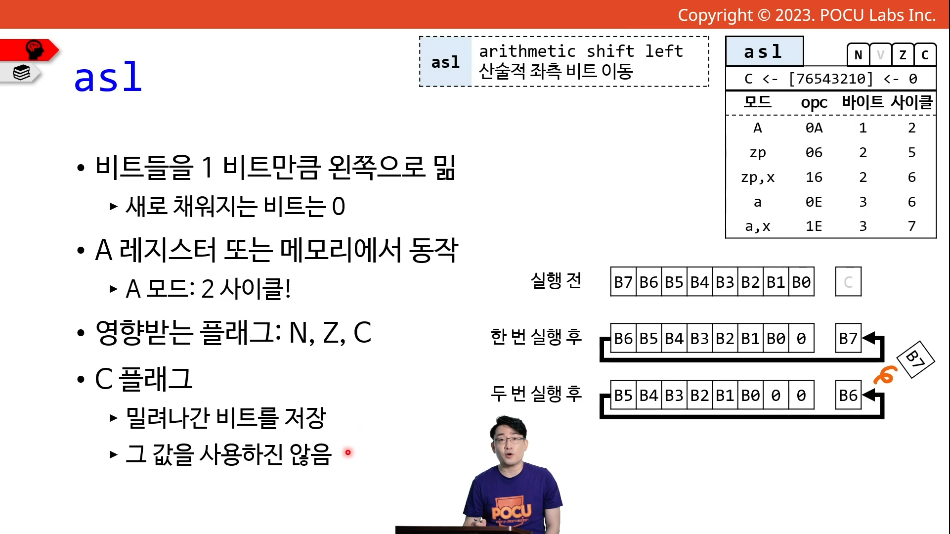 Copyright © 2023. POCU Labs Inc.
asl
asl
arithmetic shift left
산술적 좌측 비트 이동
asl
N V Z C
C <- [76543210] <- 0
모드 opc 바이트 사이클
A 0A 1 2
zp 06 2 5
zp,x 16 2 6
a 0E 3 6
a,x 1E 3 7
• 비트들을 1 비트만큼 왼쪽으로 밂
▸ 새로 채워지는 비트는 0
• A 레지스터 또는 메모리에서 동작
▸ A 모드: 2 사이클!
• 영향받는 플래그: N, Z, C
• C 플래그
▸ 밀려나간 비트를 저장
▸ 그 값을 사용하진 않음
실행 전 B7 B6 B5 B4 B3 B2 B1 B0 C
한 번 실행 후 B6 B5 B4 B3 B2 B1 B0 0 B7
B7
두 번 실행 후 B5 B4 B3 B2 B1 B0 0 0 B6
POCU